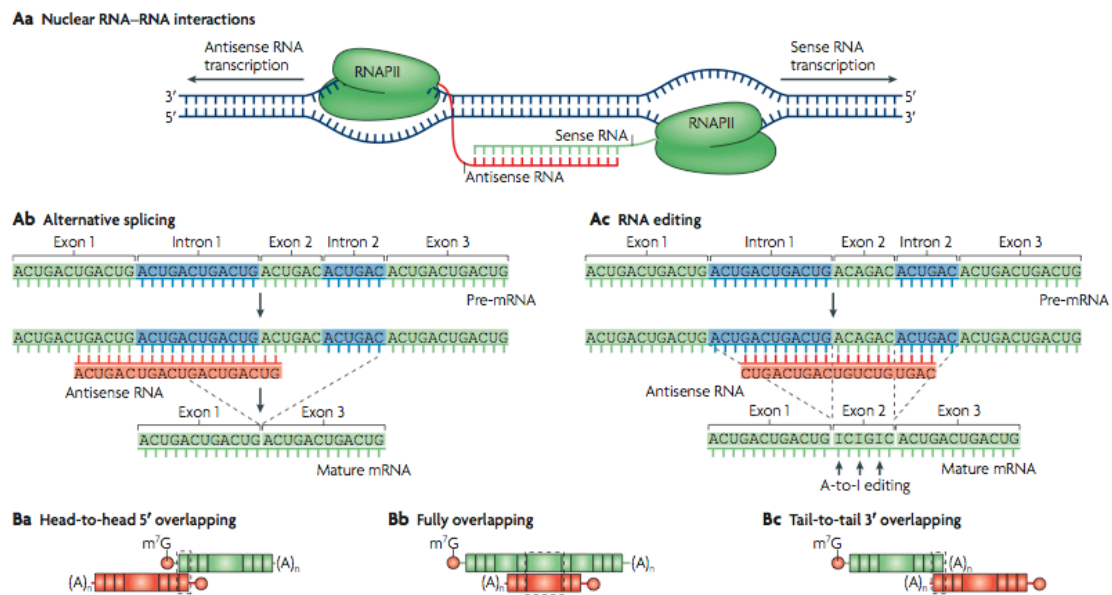 Aa Nuclear RNA–RNA interactions
Antisense RNA
transcription
Sense RNA
transcription
RNAPII
3′
5′
5′
3′
RNAPII
Sense RNA
Antisense RNA
Ab Alternative splicing
Exon 1 Intron 1 Exon 2 Intron 2 Exon 3
ACUGACUGACUG ACUGACUGACUG ACUGAC ACUGAC ACUGACUGACUG
Pre-mRNA
ACUGACUGACUG ACUGACUGACUG ACUGAC ACUGAC ACUGACUGACUG
ACUGACUGACUGACUGACUG
Antisense RNA
Exon 1 Exon 3
ACUGACUGACUG ACUGACUGACUG
Mature mRNA
Ac RNA editing
Exon 1 Intron 1 Exon 2 Intron 2 Exon 3
ACUGACUGACUG ACUGACUGACUG ACAGAC ACUGAC ACUGACUGACUG
Pre-mRNA
ACUGACUGACUG ACUGACUGACUG ACAGAC ACUGAC ACUGACUGACUG
CUGACUGACUGUCUGUGAC
Antisense RNA
Exon 1 Exon 2 Exon 3
ACUGACUGACUG ICIGIC ACUGACUGACUG
Mature mRNA
A-to-I editing
Ba Head-to-head 5′ overlapping
m⁷G
(A)ₙ
(A)ₙ
Bb Fully overlapping
m⁷G
(A)ₙ
(A)ₙ
Bc Tail-to-tail 3′ overlapping
m⁷G
(A)ₙ
(A)ₙ